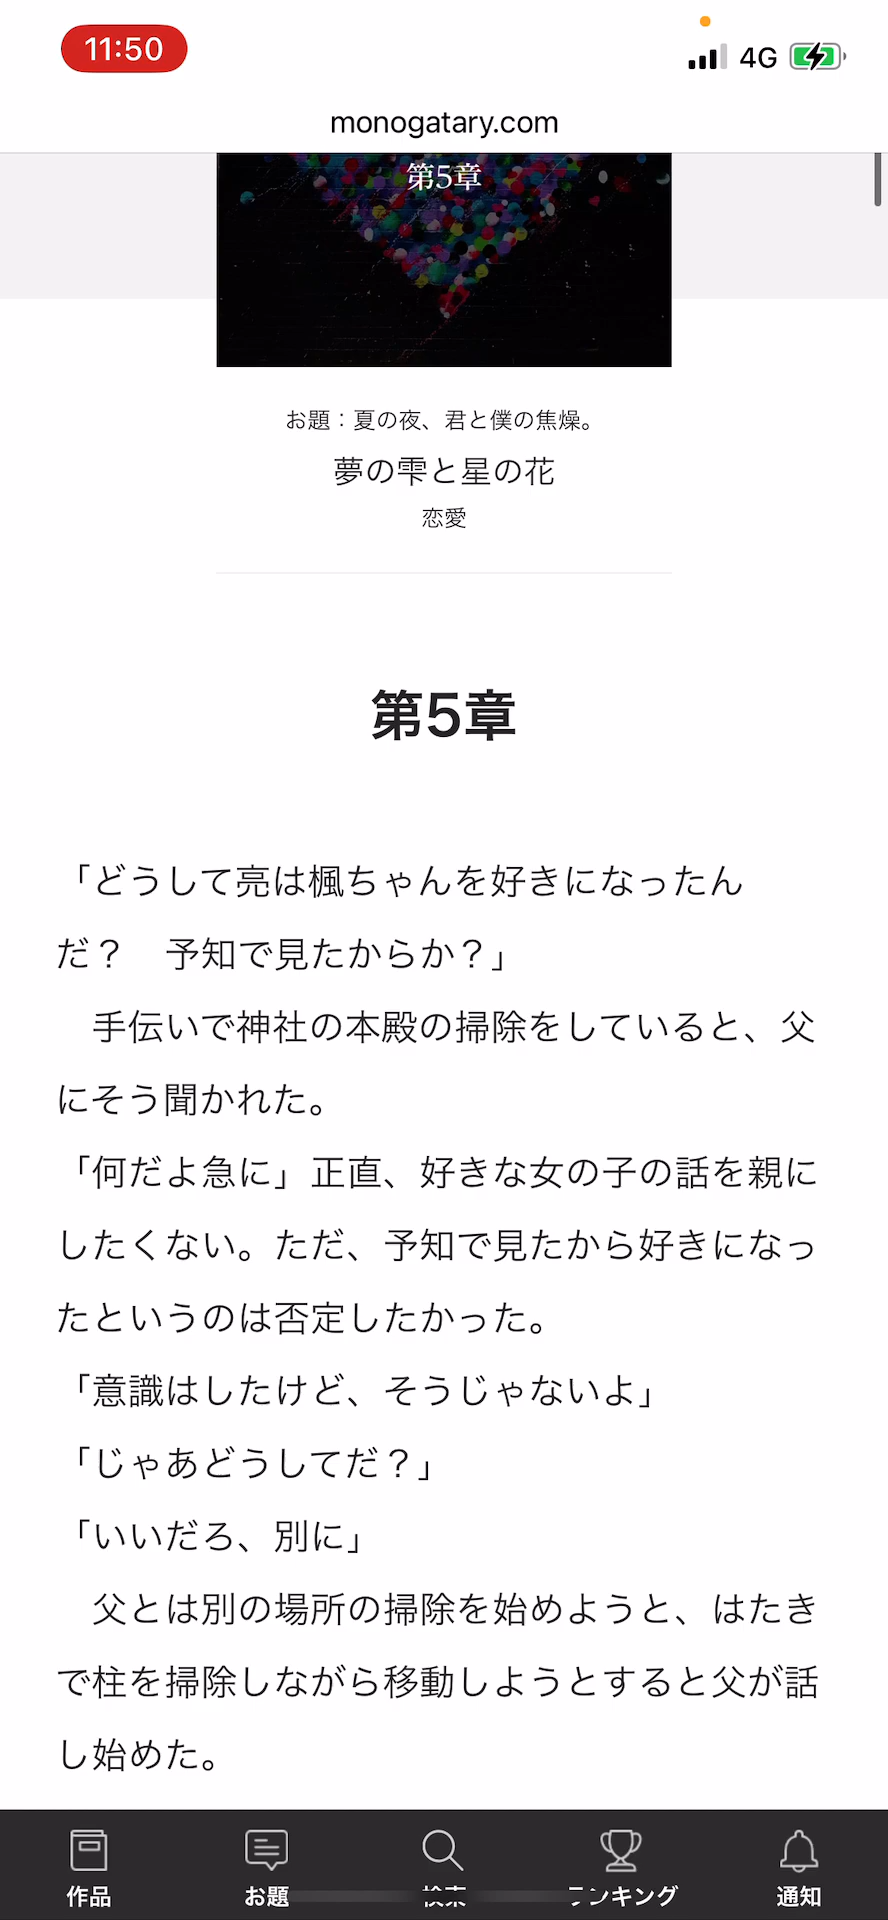 11:50
4G
monogatary.com
第5章
お題：夏の夜、君と僕の焦燥。
夢の雫と星の花
恋愛
第5章
「どうして亮は楓ちゃんを好きになったん
だ？　予知で見たからか？」
　手伝いで神社の本殿の掃除をしていると、父
にそう聞かれた。
「何だよ急に」正直、好きな女の子の話を親に
したくない。ただ、予知で見たから好きになっ
たというのは否定したかった。
「意識はしたけど、そうじゃないよ」
「じゃあどうしてだ？」
「いいだろ、別に」
　父とは別の場所の掃除を始めようと、はたき
で柱を掃除しながら移動しようとすると父が話
し始めた。
作品
お題
検索
ランキング
通知